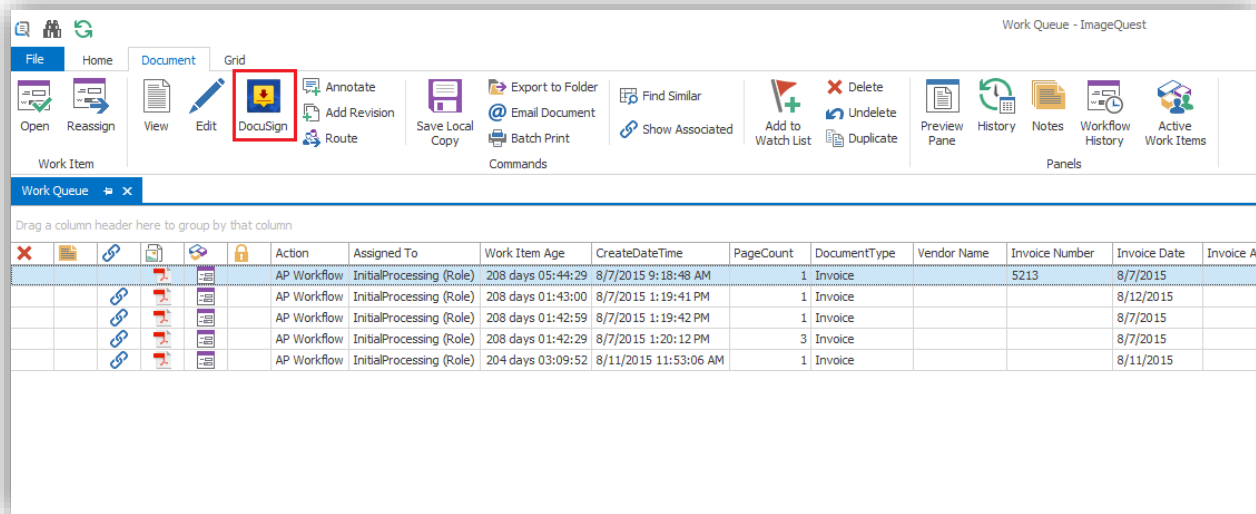 Work Queue - ImageQuest
File Home Document Grid
Open Reassign View Edit DocuSign Annotate Add Revision Route Save Local Copy Export to Folder Email Document Batch Print Find Similar Show Associated Add to Watch List Delete Undelete Duplicate Preview Pane History Notes Workflow History Active Work Items
Work Item Commands Panels
Work Queue
Drag a column header here to group by that column
Action Assigned To Work Item Age CreateDateTime PageCount DocumentType Vendor Name Invoice Number Invoice Date Invoice A
AP Workflow InitialProcessing (Role) 208 days 05:44:29 8/7/2015 9:18:48 AM 1 Invoice 5213 8/7/2015
AP Workflow InitialProcessing (Role) 208 days 01:43:00 8/7/2015 1:19:41 PM 1 Invoice 8/12/2015
AP Workflow InitialProcessing (Role) 208 days 01:42:59 8/7/2015 1:19:42 PM 1 Invoice 8/7/2015
AP Workflow InitialProcessing (Role) 208 days 01:42:29 8/7/2015 1:20:12 PM 3 Invoice 8/7/2015
AP Workflow InitialProcessing (Role) 204 days 03:09:52 8/11/2015 11:53:06 AM 1 Invoice 8/11/2015